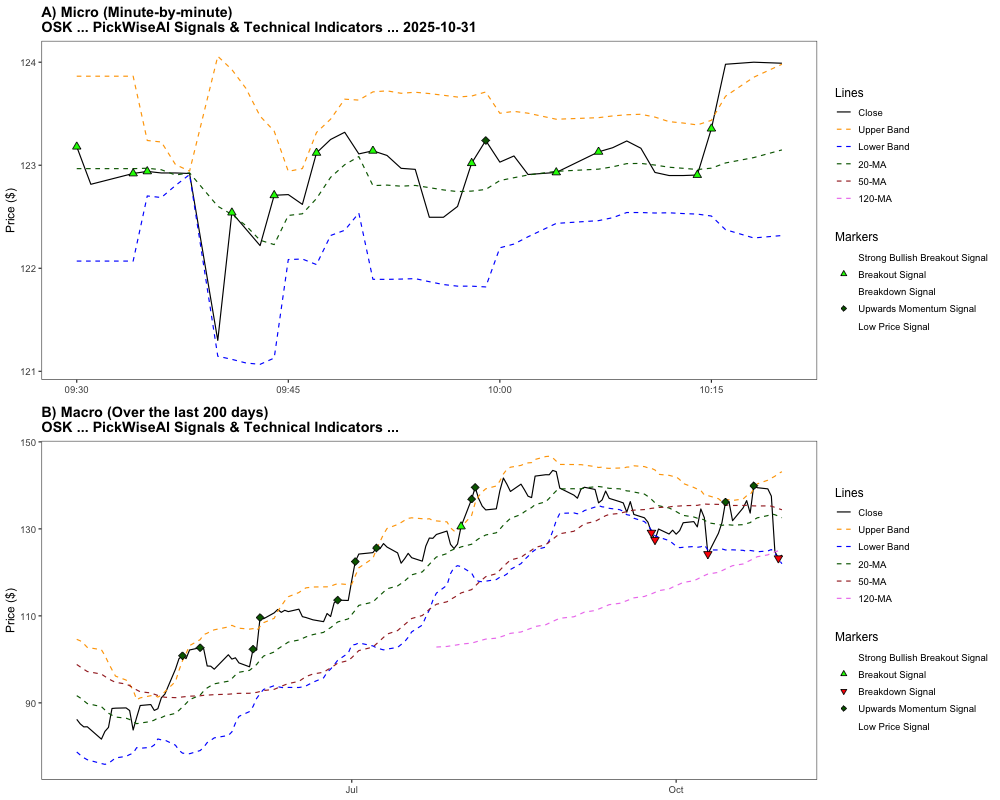 A) Micro (Minute-by-minute)
OSK ... PickWiseAI Signals & Technical Indicators ... 2025-10-31
Price ($)
124
123
122
121
09:30
09:45
10:00
10:15
Lines
Close
Upper Band
Lower Band
20-MA
50-MA
120-MA
Markers
Strong Bullish Breakout Signal
Breakout Signal
Breakdown Signal
Upwards Momentum Signal
Low Price Signal
B) Macro (Over the last 200 days)
OSK ... PickWiseAI Signals & Technical Indicators ...
Price ($)
150
130
110
90
Jul
Oct
Lines
Close
Upper Band
Lower Band
20-MA
50-MA
120-MA
Markers
Strong Bullish Breakout Signal
Breakout Signal
Breakdown Signal
Upwards Momentum Signal
Low Price Signal